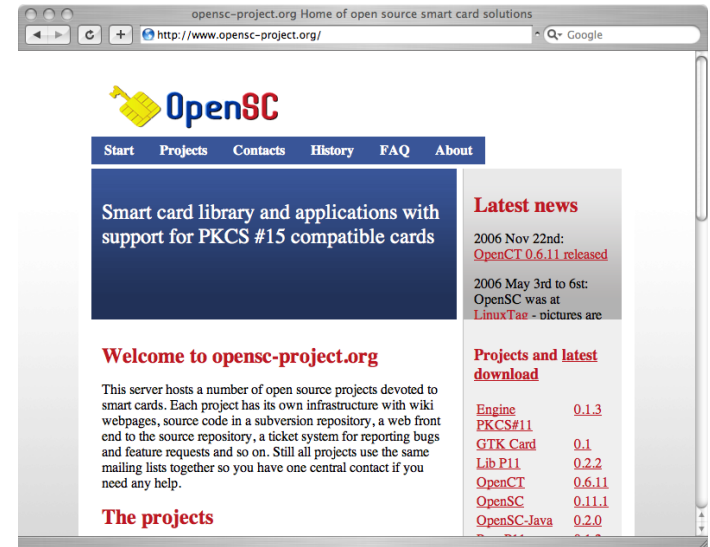 opensc-project.org Home of open source smart card solutions
http://www.opensc-project.org/
Google
OpenSC
Start Projects Contacts History FAQ About
Smart card library and applications with
support for PKCS #15 compatible cards
Latest news
2006 Nov 22nd:
OpenCT 0.6.11 released
2006 May 3rd to
6st:
OpenSC was at
LinuxTag - pictures are
Welcome to opensc-project.org
This server hosts a number of open source projects devoted to
smart cards. Each project has its own infrastructure with wiki
webpages, source code in a subversion repository, a web front
end to the source repository, a ticket system for reporting bugs
and feature requests and so on. Still all projects use the same
mailing lists together so you have one central contact if you
need any help.
The projects
Projects and latest
download
Engine 0.1.3
PKCS#11
GTK Card 0.1
Lib P11 0.2.2
OpenCT 0.6.11
OpenSC 0.11.1
OpenSC-Java 0.2.0